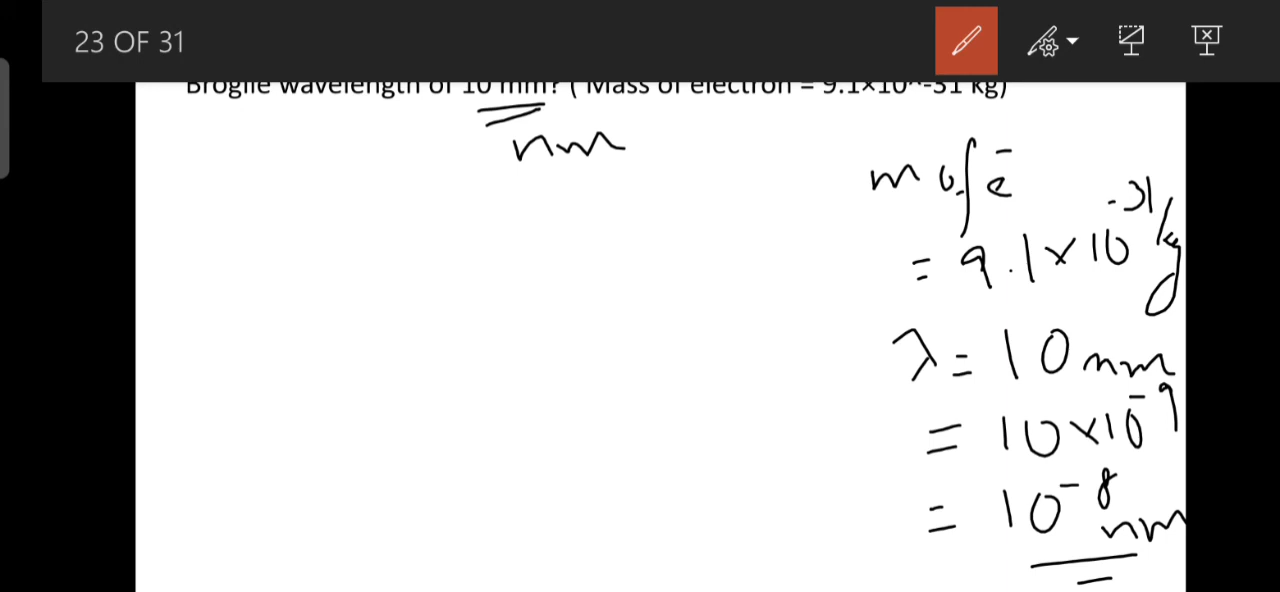 23 OF 31
Broglie wavelength of 10 mm? ( Mass of electron = 9.1×10^-31 kg)
nm
m of e⁻
= 9.1 × 10⁻³¹ kg
λ = 10 nm
= 10×10⁻⁹
= 10⁻⁸ nm